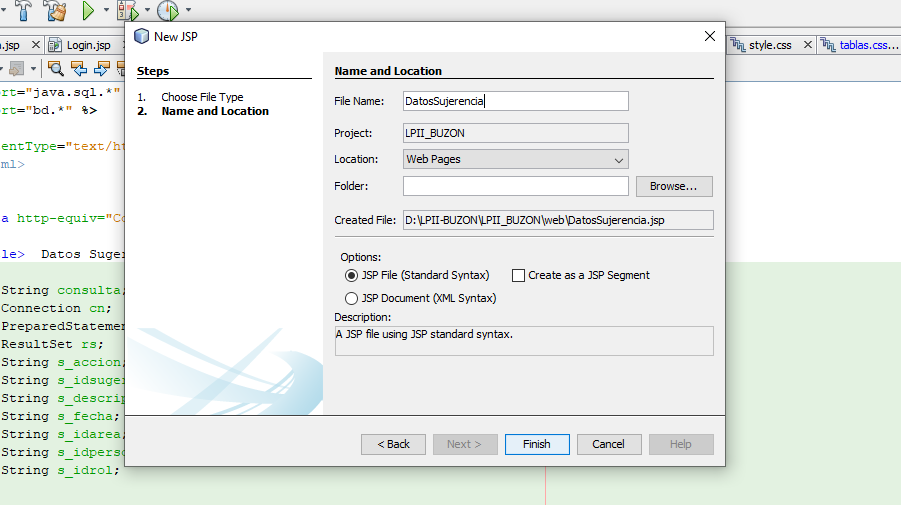 .jsp
Login.jsp
style.css
tablas.css...
New JSP
Steps
1. Choose File Type
2. Name and Location
Name and Location
File Name: DatosSujerencia
Project: LPII_BUZON
Location: Web Pages
Folder:
Browse...
Created File: D:\LPII-BUZON\LPII_BUZON\web\DatosSujerencia.jsp
Options:
JSP File (Standard Syntax)
Create as a JSP Segment
JSP Document (XML Syntax)
Description:
A JSP file using JSP standard syntax.
< Back
Next >
Finish
Cancel
Help
ort="java.sql.*"
ort="bd.*" %>
entType="text/ht
ml>
a http-equiv="Co
le> Datos Suger
String consulta;
Connection cn;
PreparedStatemen
ResultSet rs;
String s_accion;
String s_idsuger
String s_descrip
String s_fecha;
String s_idarea;
String s_idperso
String s_idrol;